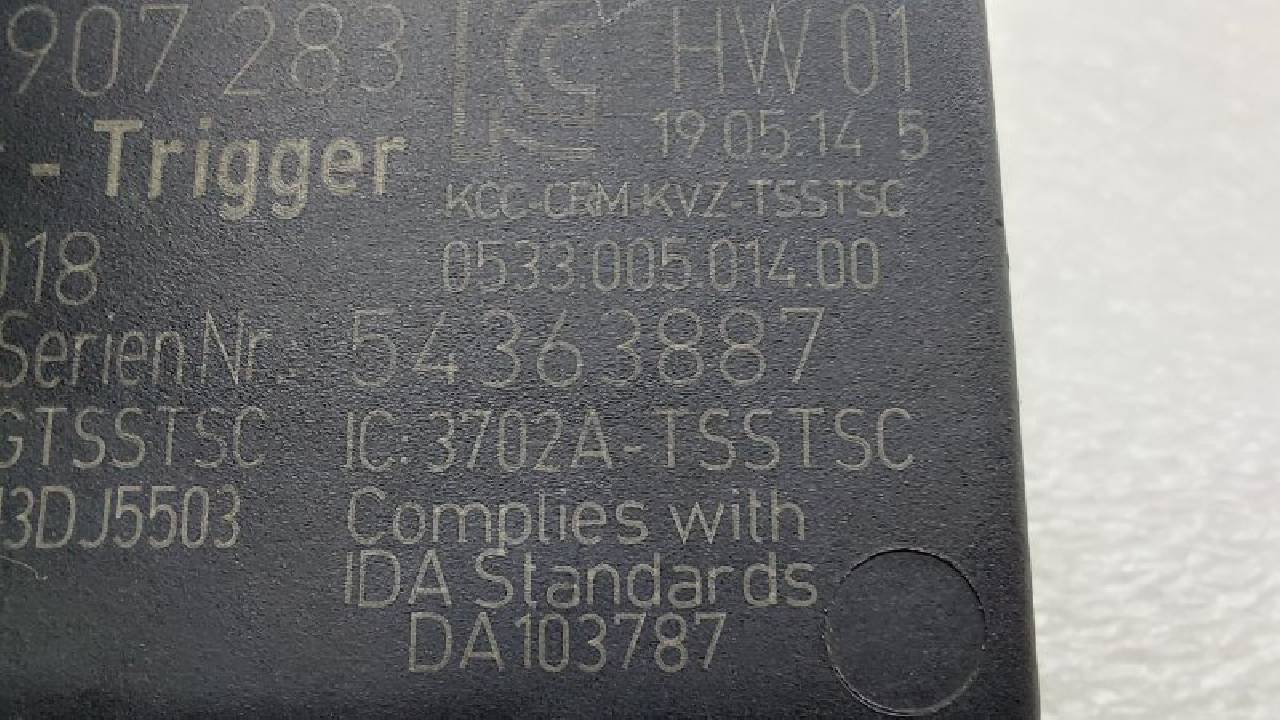 907 283 HW 01
- Trigger 19 05 14 5
KCC-CRM-KVZ-TSSTSC
018 0533.005.014.00
Serien Nr.: 54363887
GTSSTSC IC: 3702A-TSSTSC
3DJ5503 Complies with
IDA Standards
DA103787